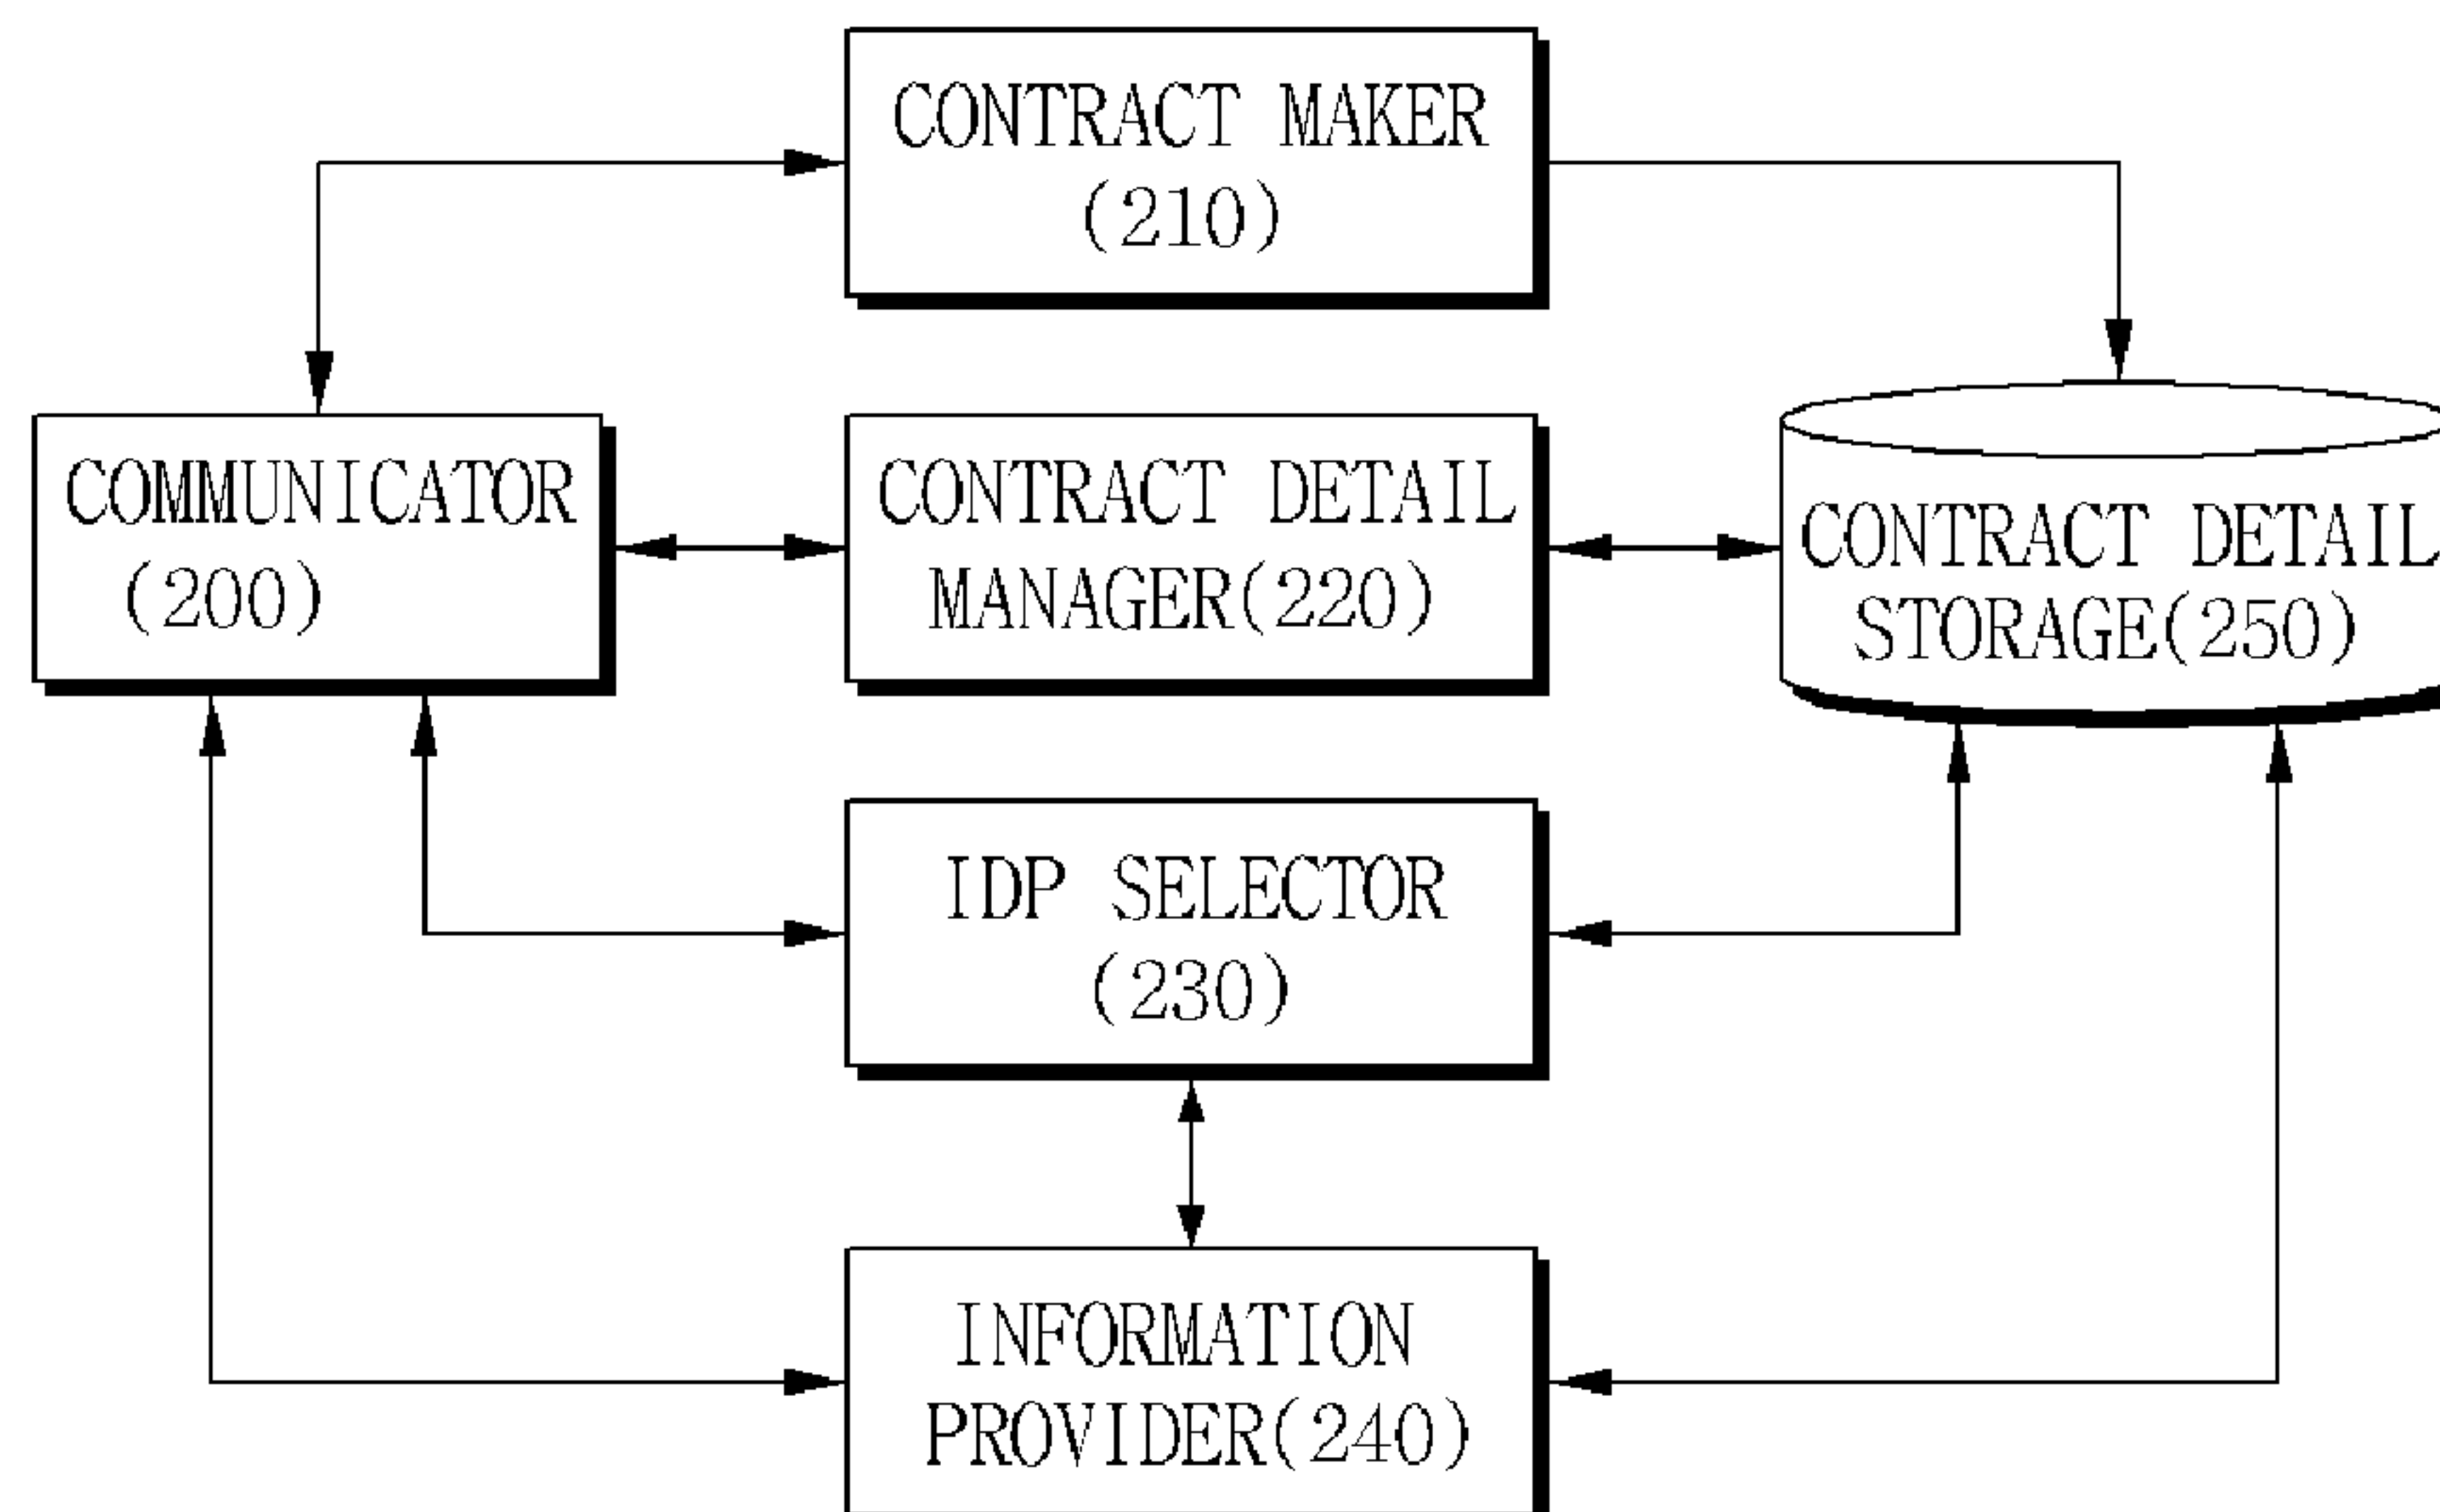 CONTRACT MAKER
(210)
COMMUNICATOR
(200)
CONTRACT DETAIL
MANAGER(220)
CONTRACT DETAIL
STORAGE(250)
IDP SELECTOR
(230)
INFORMATION
PROVIDER(240)